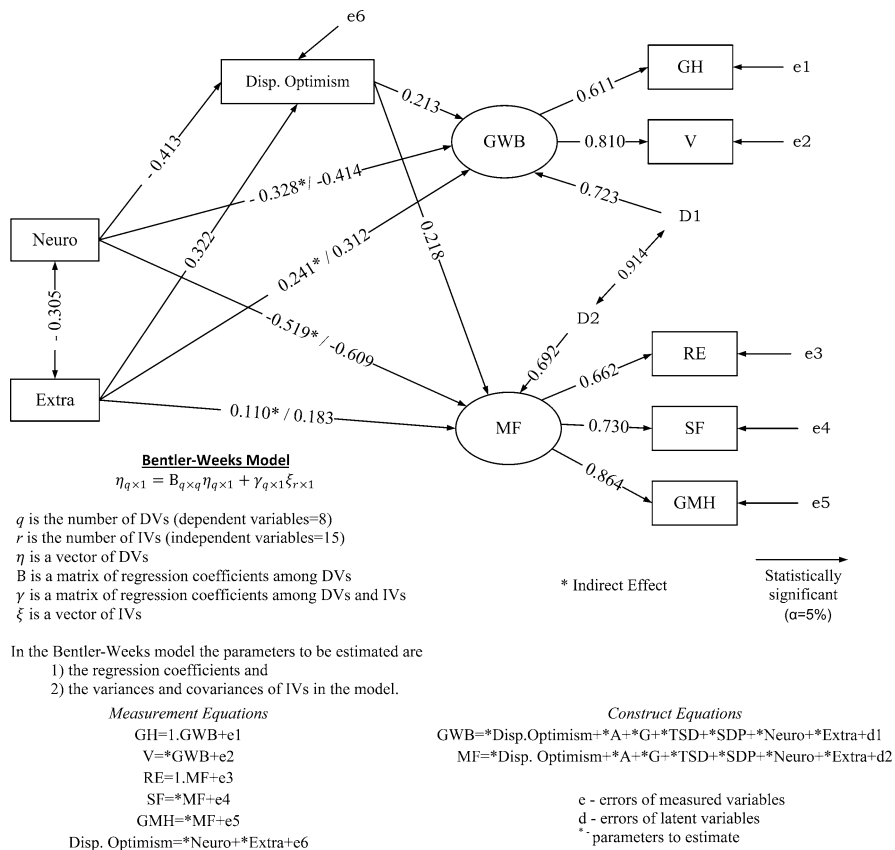 e6
Disp. Optimism
GH
e1
0.213
0.611
GWB
0.810
V
e2
- 0.413
- 0.328*/ -0.414
0.723
D1
Neuro
0.322
0.241* / 0.312
0.218
0.914
- 0.305
D2
-0.519* / -0.609
0.692
RE
e3
0.662
Extra
0.110* / 0.183
MF
0.730
SF
e4
0.864
GMH
e5
Bentler-Weeks Model
η_{q×1} = B_{q×q}η_{q×1} + γ_{q×1}ξ_{r×1}
q is the number of DVs (dependent variables=8)
r is the number of IVs (independent variables=15)
η is a vector of DVs
B is a matrix of regression coefficients among DVs
γ is a matrix of regression coefficients among DVs and IVs
ξ is a vector of IVs
* Indirect Effect
Statistically
significant
(α=5%)
In the Bentler-Weeks model the parameters to be estimated are
1) the regression coefficients and
2) the variances and covariances of IVs in the model.
Measurement Equations
GH=1.GWB+e1
V=*GWB+e2
RE=1.MF+e3
SF=*MF+e4
GMH=*MF+e5
Disp. Optimism=*Neuro+*Extra+e6
Construct Equations
GWB=*Disp.Optimism+*A+*G+*TSD+*SDP+*Neuro+*Extra+d1
MF=*Disp. Optimism+*A+*G+*TSD+*SDP+*Neuro+*Extra+d2
e - errors of measured variables
d - errors of latent variables
* - parameters to estimate